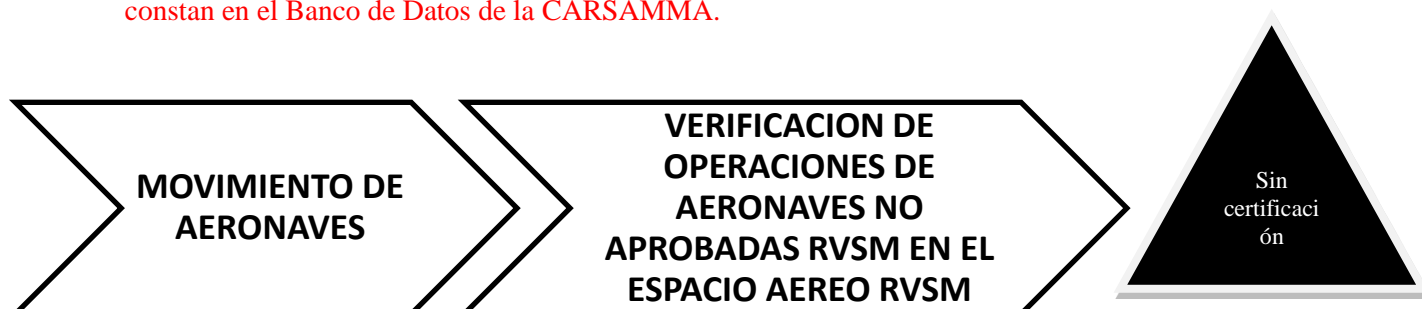 constan en el Banco de Datos de la CARSAMMA.
MOVIMIENTO DE
AERONAVES
VERIFICACION DE
OPERACIONES DE
AERONAVES NO
APROBADAS RVSM EN EL
ESPACIO AEREO RVSM
Sin
certificaci
ón